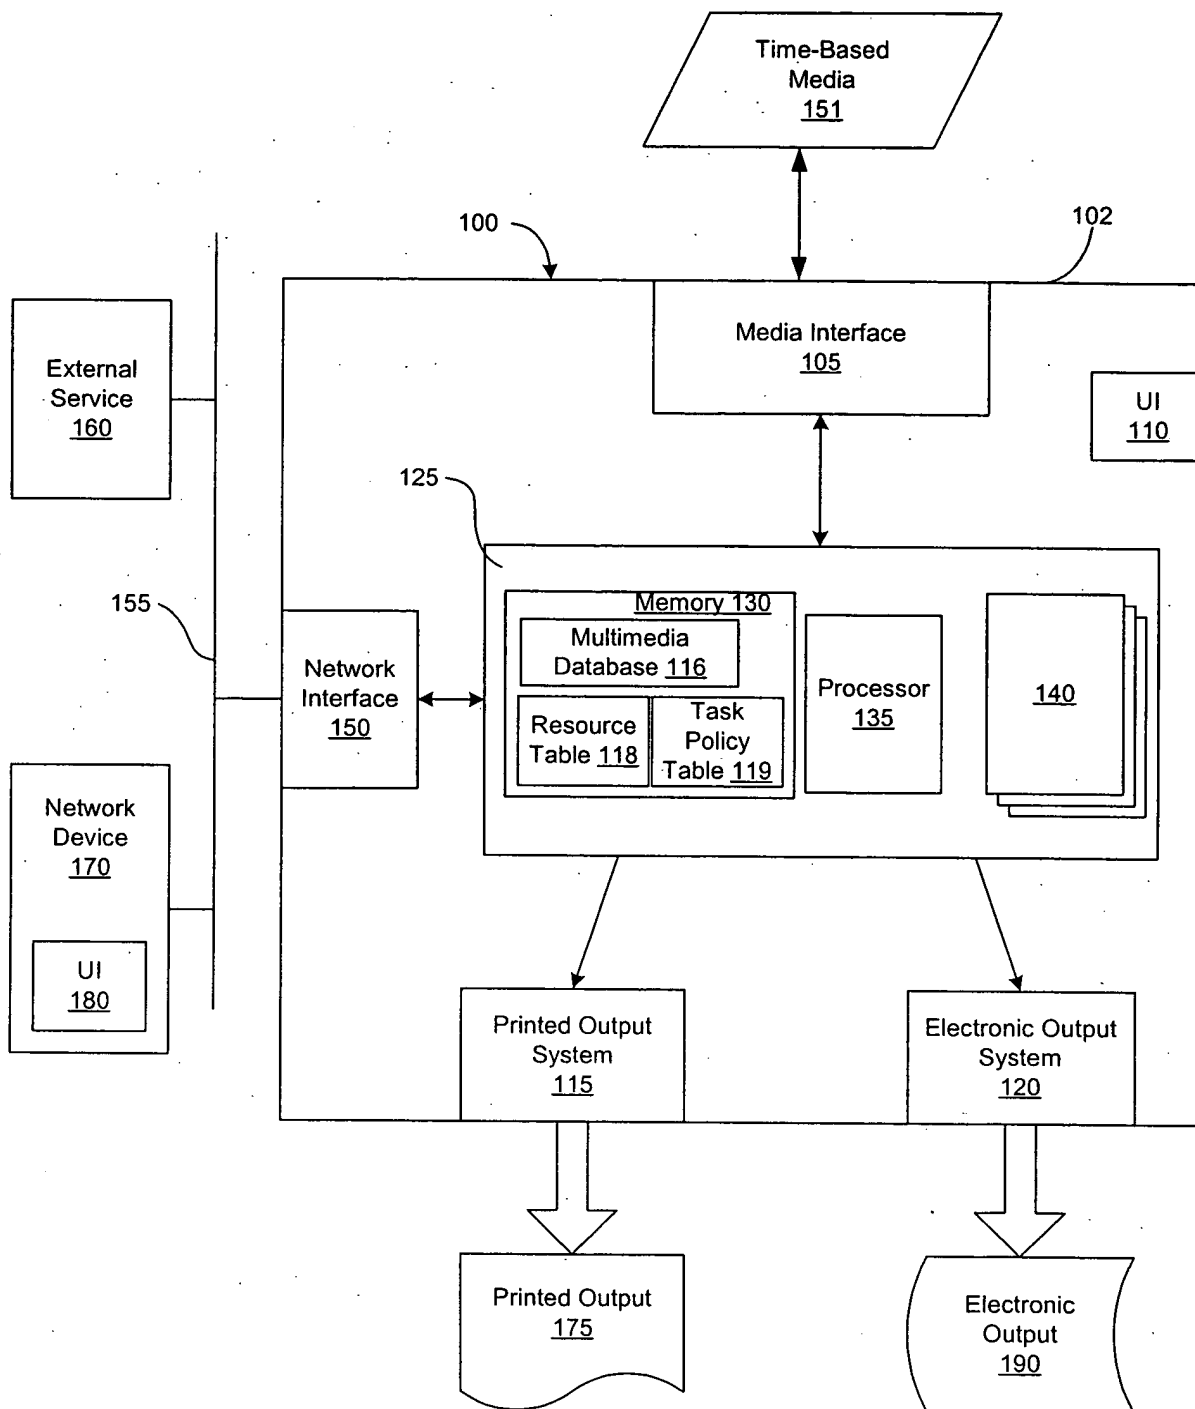 Time-Based
Media
151
100
102
Media Interface
105
External
Service
160
UI
110
125
155
Memory 130
Multimedia
Database 116
Resource
Table 118
Task
Policy
Table 119
Processor
135
140
Network
Interface
150
Network
Device
170
UI
180
Printed Output
System
115
Electronic Output
System
120
Printed Output
175
Electronic
Output
190